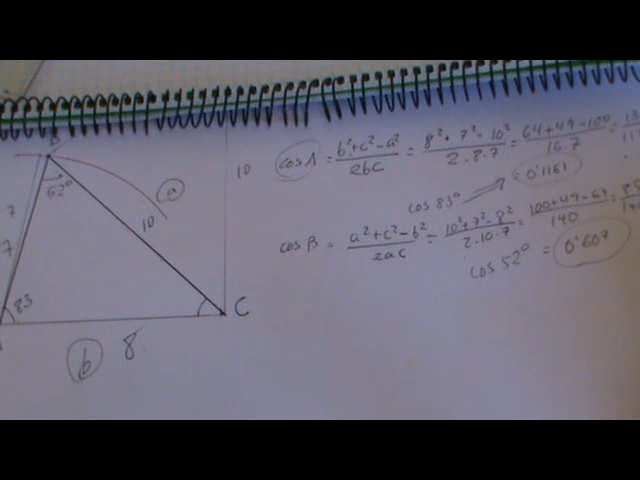 10
cos A = b²+c²-a² / 2bc = 8²+7²-10² / 2.8.7 = 64+49-100 / 16.7 =
cos 83° = 0'1161
cos B = a²+c²-b² / 2ac = 10²+7²-8² / 2.10.7 = 100+49-64 / 140 =
cos 52° = 0'607
B
52°
a
7
10
7
83
C
b 8